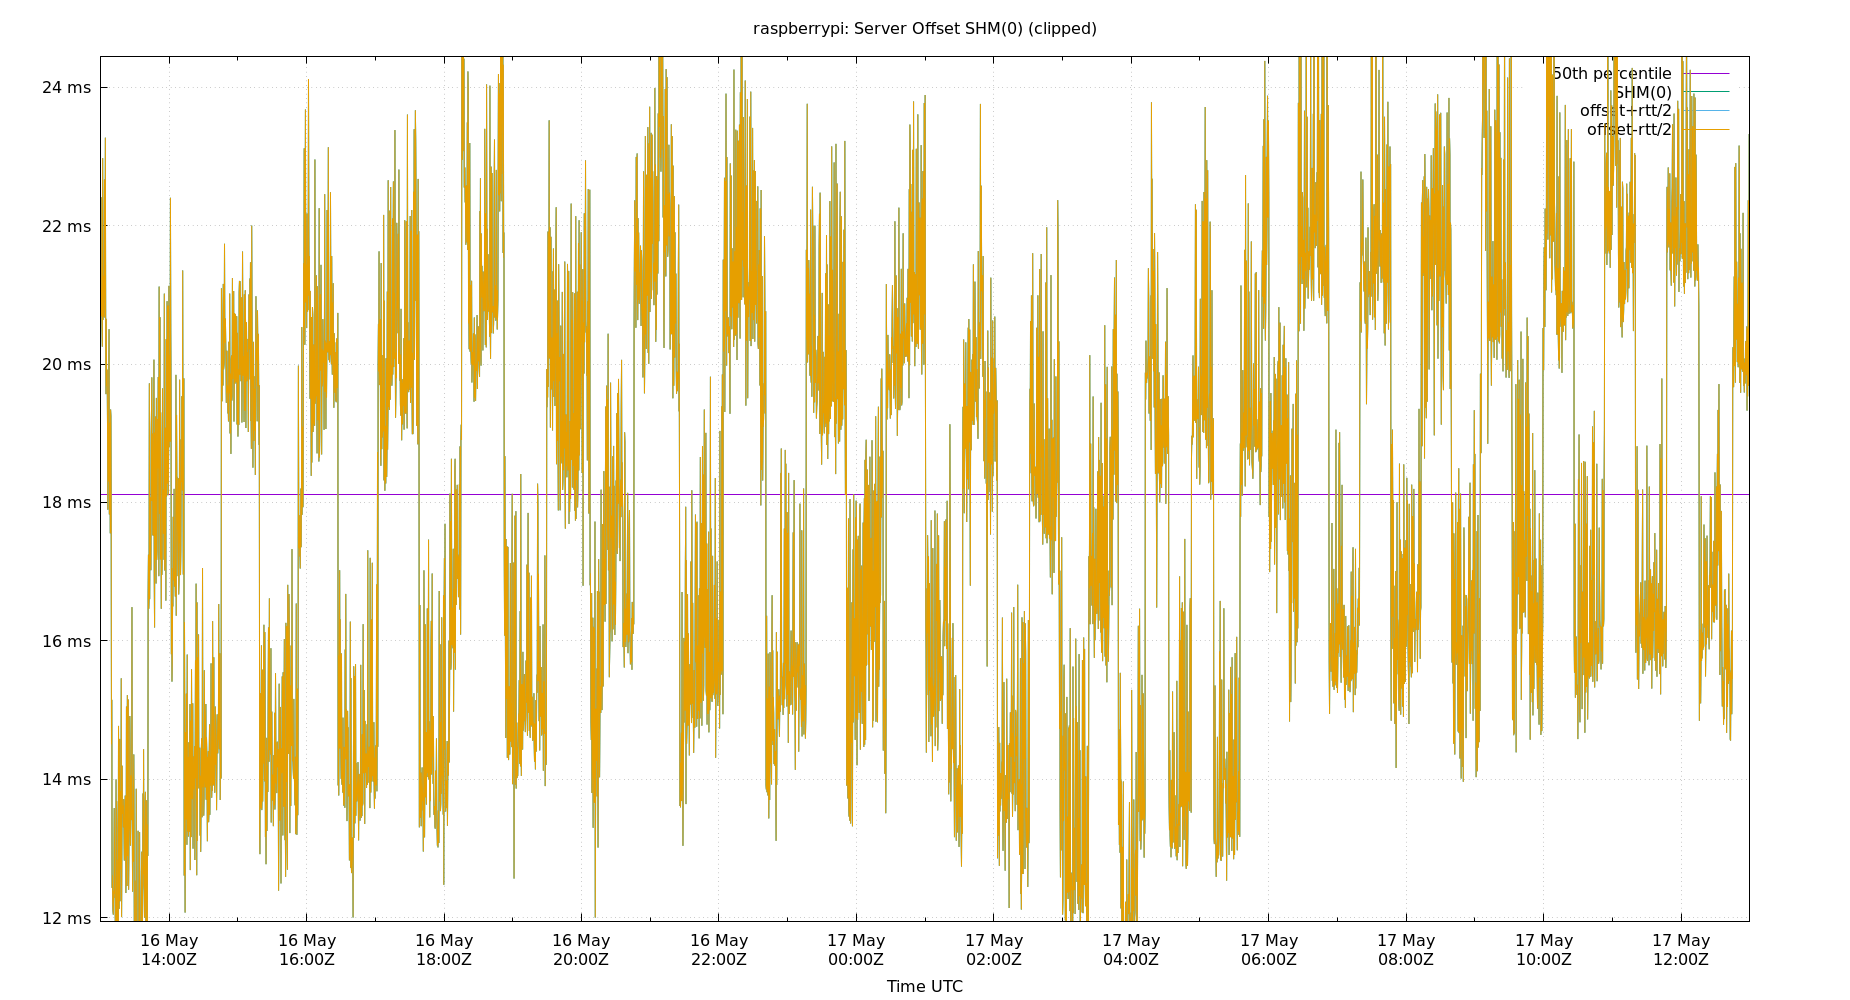 raspberrypi: Server Offset SHM(0) (clipped)
50th percentile
SHM(0)
offset+rtt/2
offset-rtt/2
24 ms
22 ms
20 ms
18 ms
16 ms
14 ms
12 ms
16 May 14:00Z
16 May 16:00Z
16 May 18:00Z
16 May 20:00Z
16 May 22:00Z
17 May 00:00Z
17 May 02:00Z
17 May 04:00Z
17 May 06:00Z
17 May 08:00Z
17 May 10:00Z
17 May 12:00Z
Time UTC